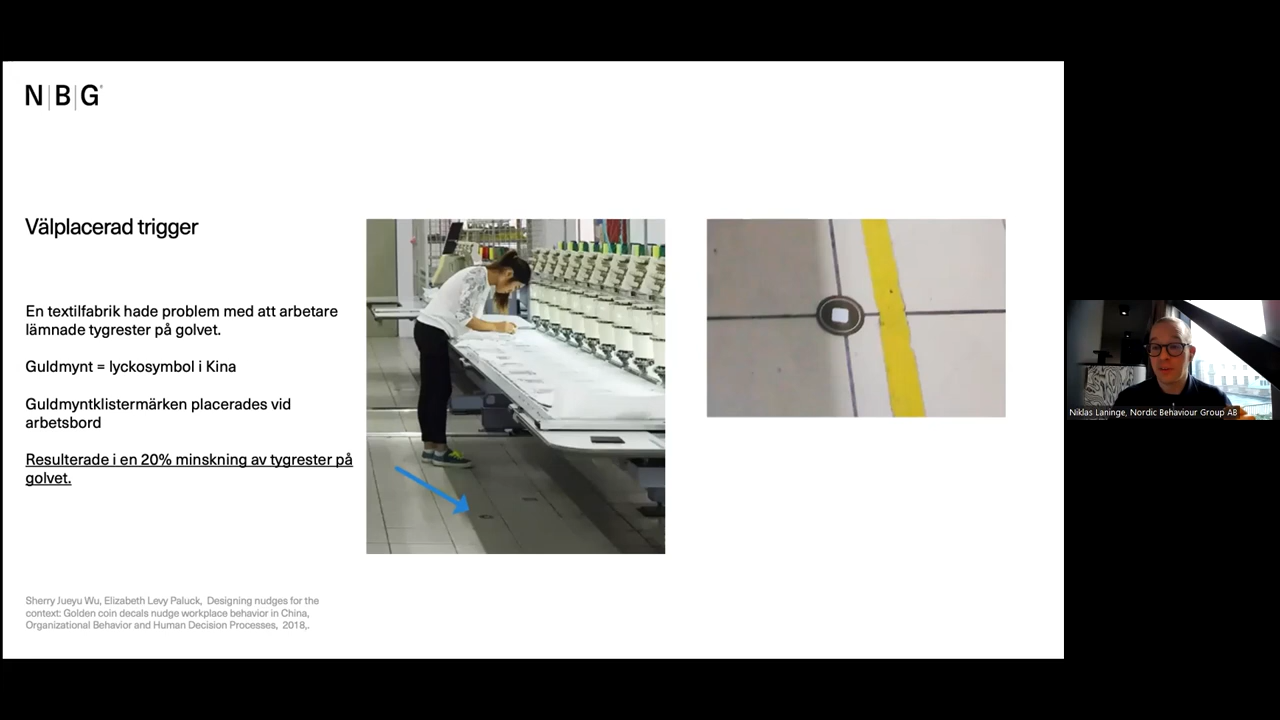 N|B|G
Välplacerad trigger
En textilfabrik hade problem med att arbetare
lämnade tygrester på golvet.
Guldmynt = lyckosymbol i Kina
Guldmyntklistermärken placerades vid
arbetsbord
Resulterade i en 20% minskning av tygrester på
golvet.
Sherry Jueyu Wu, Elizabeth Levy Paluck, Designing nudges for the
context: Golden coin decals nudge workplace behavior in China,
Organizational Behavior and Human Decision Processes, 2018,.
Niklas Laninge, Nordic Behaviour Group AB